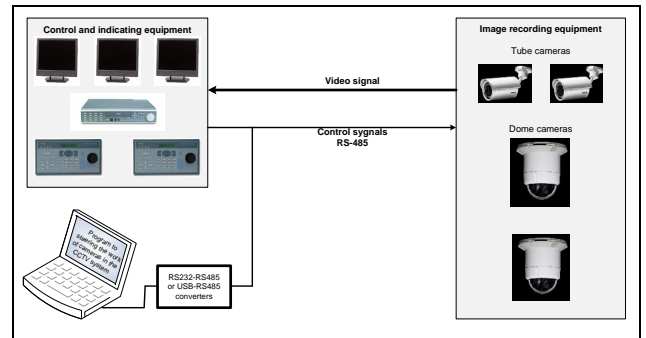 Control and indicating equipment
Image recording equipment
Tube cameras
Video signal
Control sygnals
RS-485
Dome cameras
Program to
steering the work
of cameras in the
CCTV system
RS232-RS485
or USB-RS485
converters